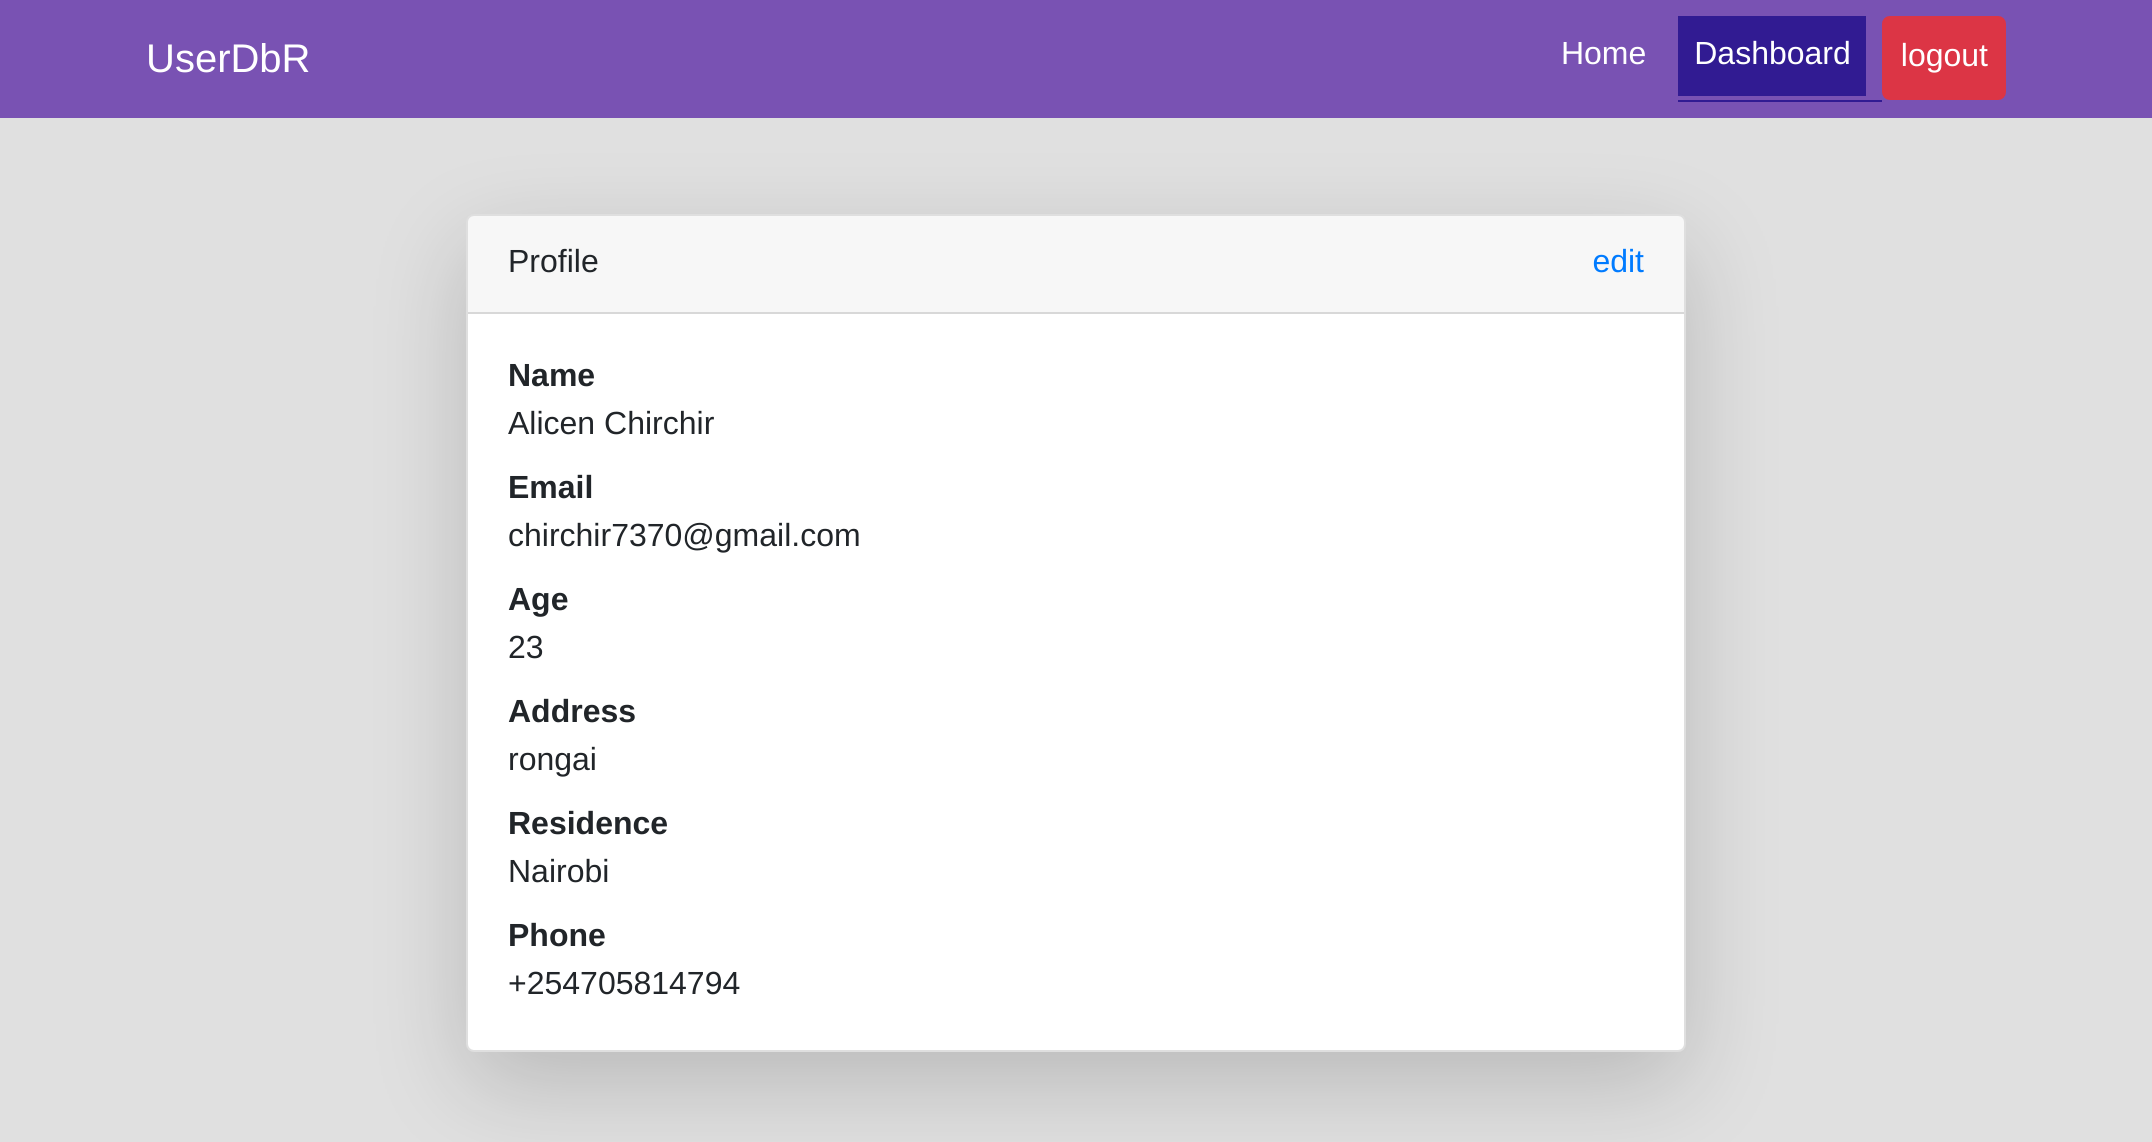 UserDbR
Home Dashboard logout
Profile edit
Name
Alicen Chirchir
Email
chirchir7370@gmail.com
Age
23
Address
rongai
Residence
Nairobi
Phone
+254705814794